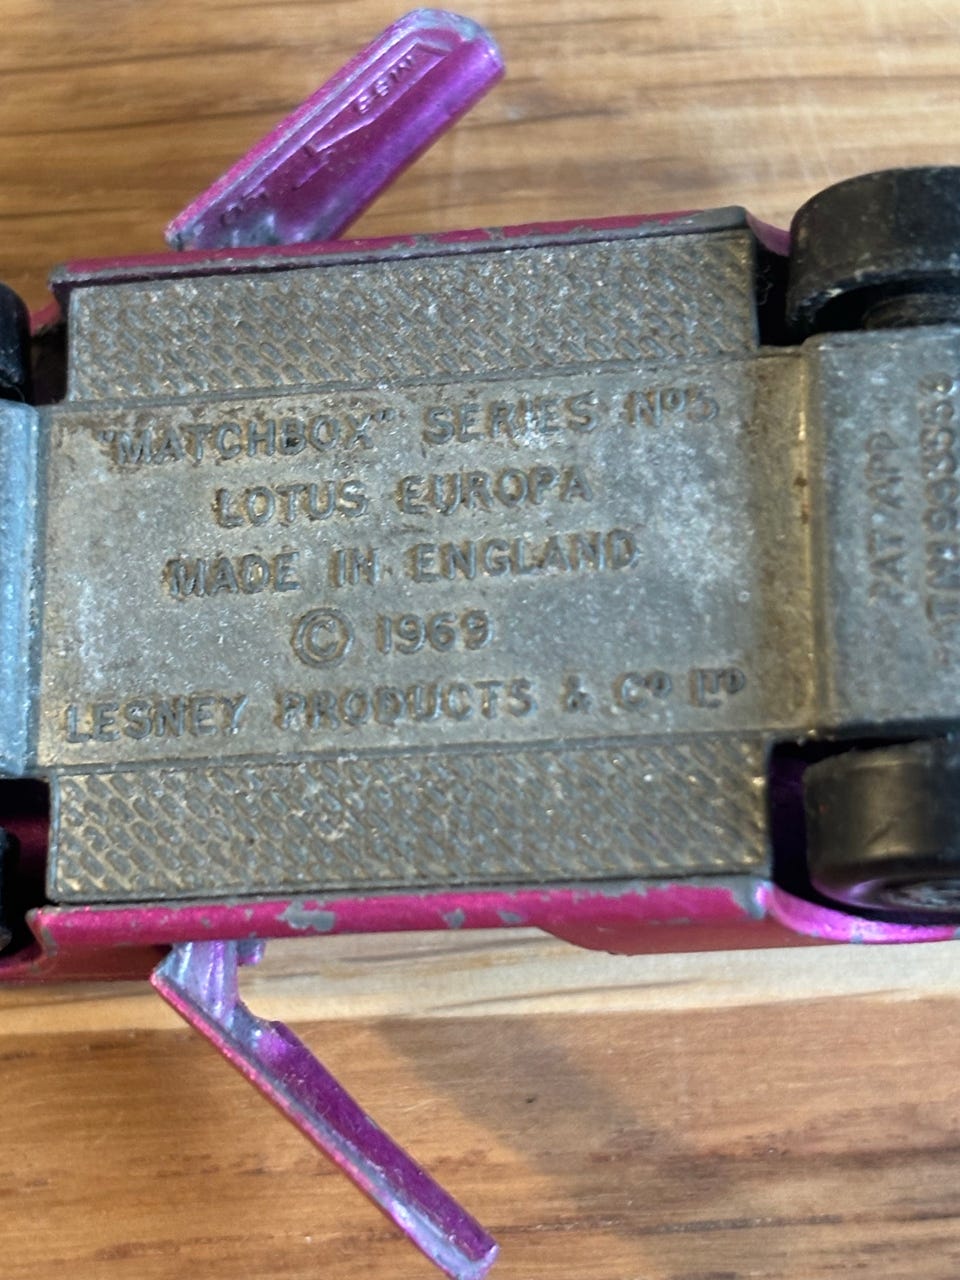 "MATCHBOX" SERIES Nº5
LOTUS EUROPA
MADE IN ENGLAND
© 1969
LESNEY PRODUCTS & Cº LTD
PAT APP